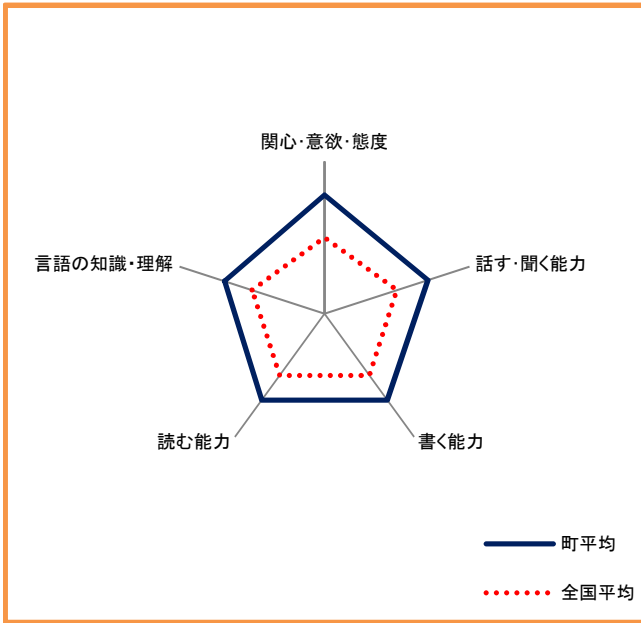 関心・意欲・態度
言語の知識・理解
話す・聞く能力
読む能力
書く能力
町平均
全国平均